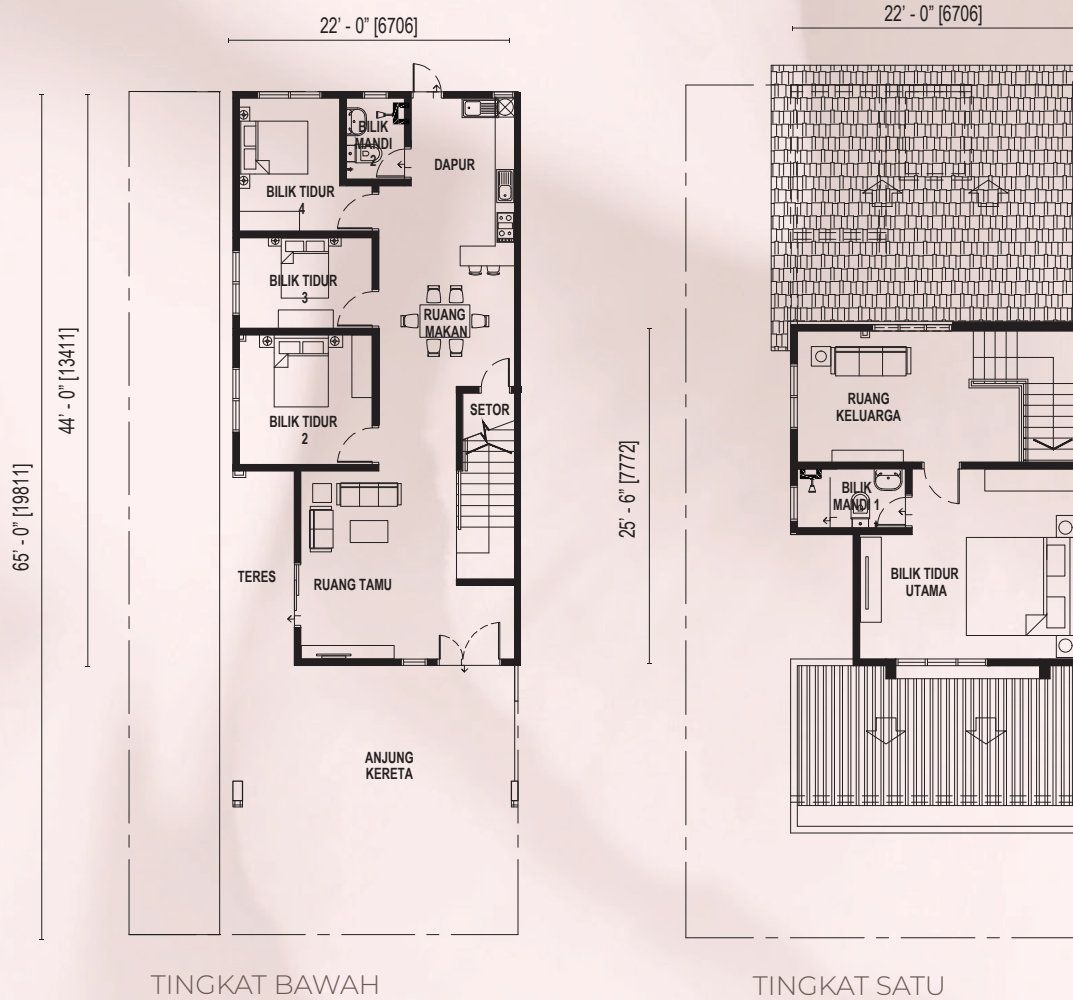 22' - 0" [6706]
22' - 0" [6706]
BILIK
MANDI
2
DAPUR
BILIK TIDUR
4
BILIK TIDUR
3
RUANG
MAKAN
BILIK TIDUR
2
SETOR
TERES
RUANG TAMU
ANJUNG
KERETA
44' - 0" [13411]
65' - 0" [19811]
TINGKAT BAWAH
RUANG
KELUARGA
BILIK
MANDI 1
BILIK TIDUR
UTAMA
25' - 6" [7772]
TINGKAT SATU